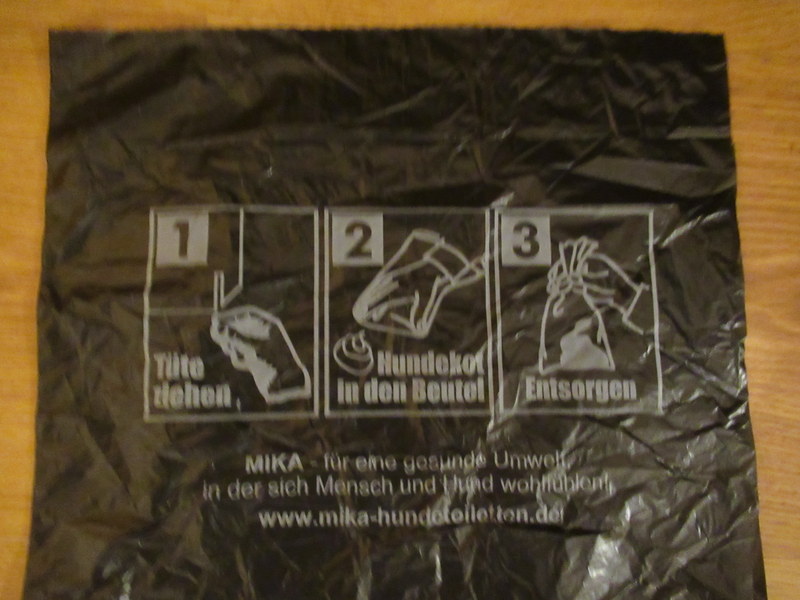 1
Tüte
ziehen
2
Hundekot
in den Beutel
3
Entsorgen
MIKA - für eine gesunde Umwelt,
in der sich Mensch und Hund wohlfühlen!
www.mika-hundetoiletten.de